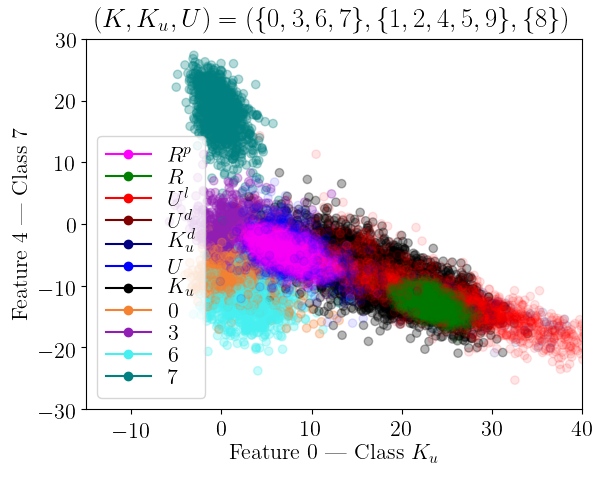 (K, K_u, U) = ({0, 3, 6, 7}, {1, 2, 4, 5, 9}, {8})
30
20
10
0
−10
−20
−30
Feature 4 — Class 7
R^p
R
U^l
U^d
K_u^d
U
K_u
0
3
6
7
−10 0 10 20 30 40
Feature 0 — Class K_u